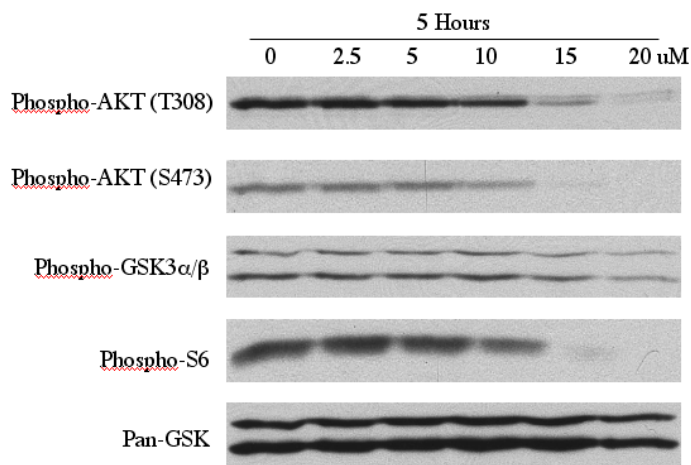 5 Hours
0 2.5 5 10 15 20 uM
Phospho-AKT (T308)
Phospho-AKT (S473)
Phospho-GSK3α/β
Phospho-S6
Pan-GSK